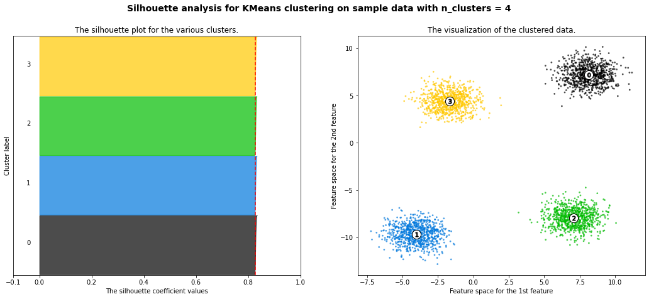 Silhouette analysis for KMeans clustering on sample data with n_clusters = 4
The silhouette plot for the various clusters.
3
2
1
0
Cluster label
−0.1 0.0 0.2 0.4 0.6 0.8 1.0
The silhouette coefficient values
The visualization of the clustered data.
10
5
0
−5
−10
Feature space for the 2nd feature
0
3
2
1
−7.5 −5.0 −2.5 0.0 2.5 5.0 7.5 10.0
Feature space for the 1st feature